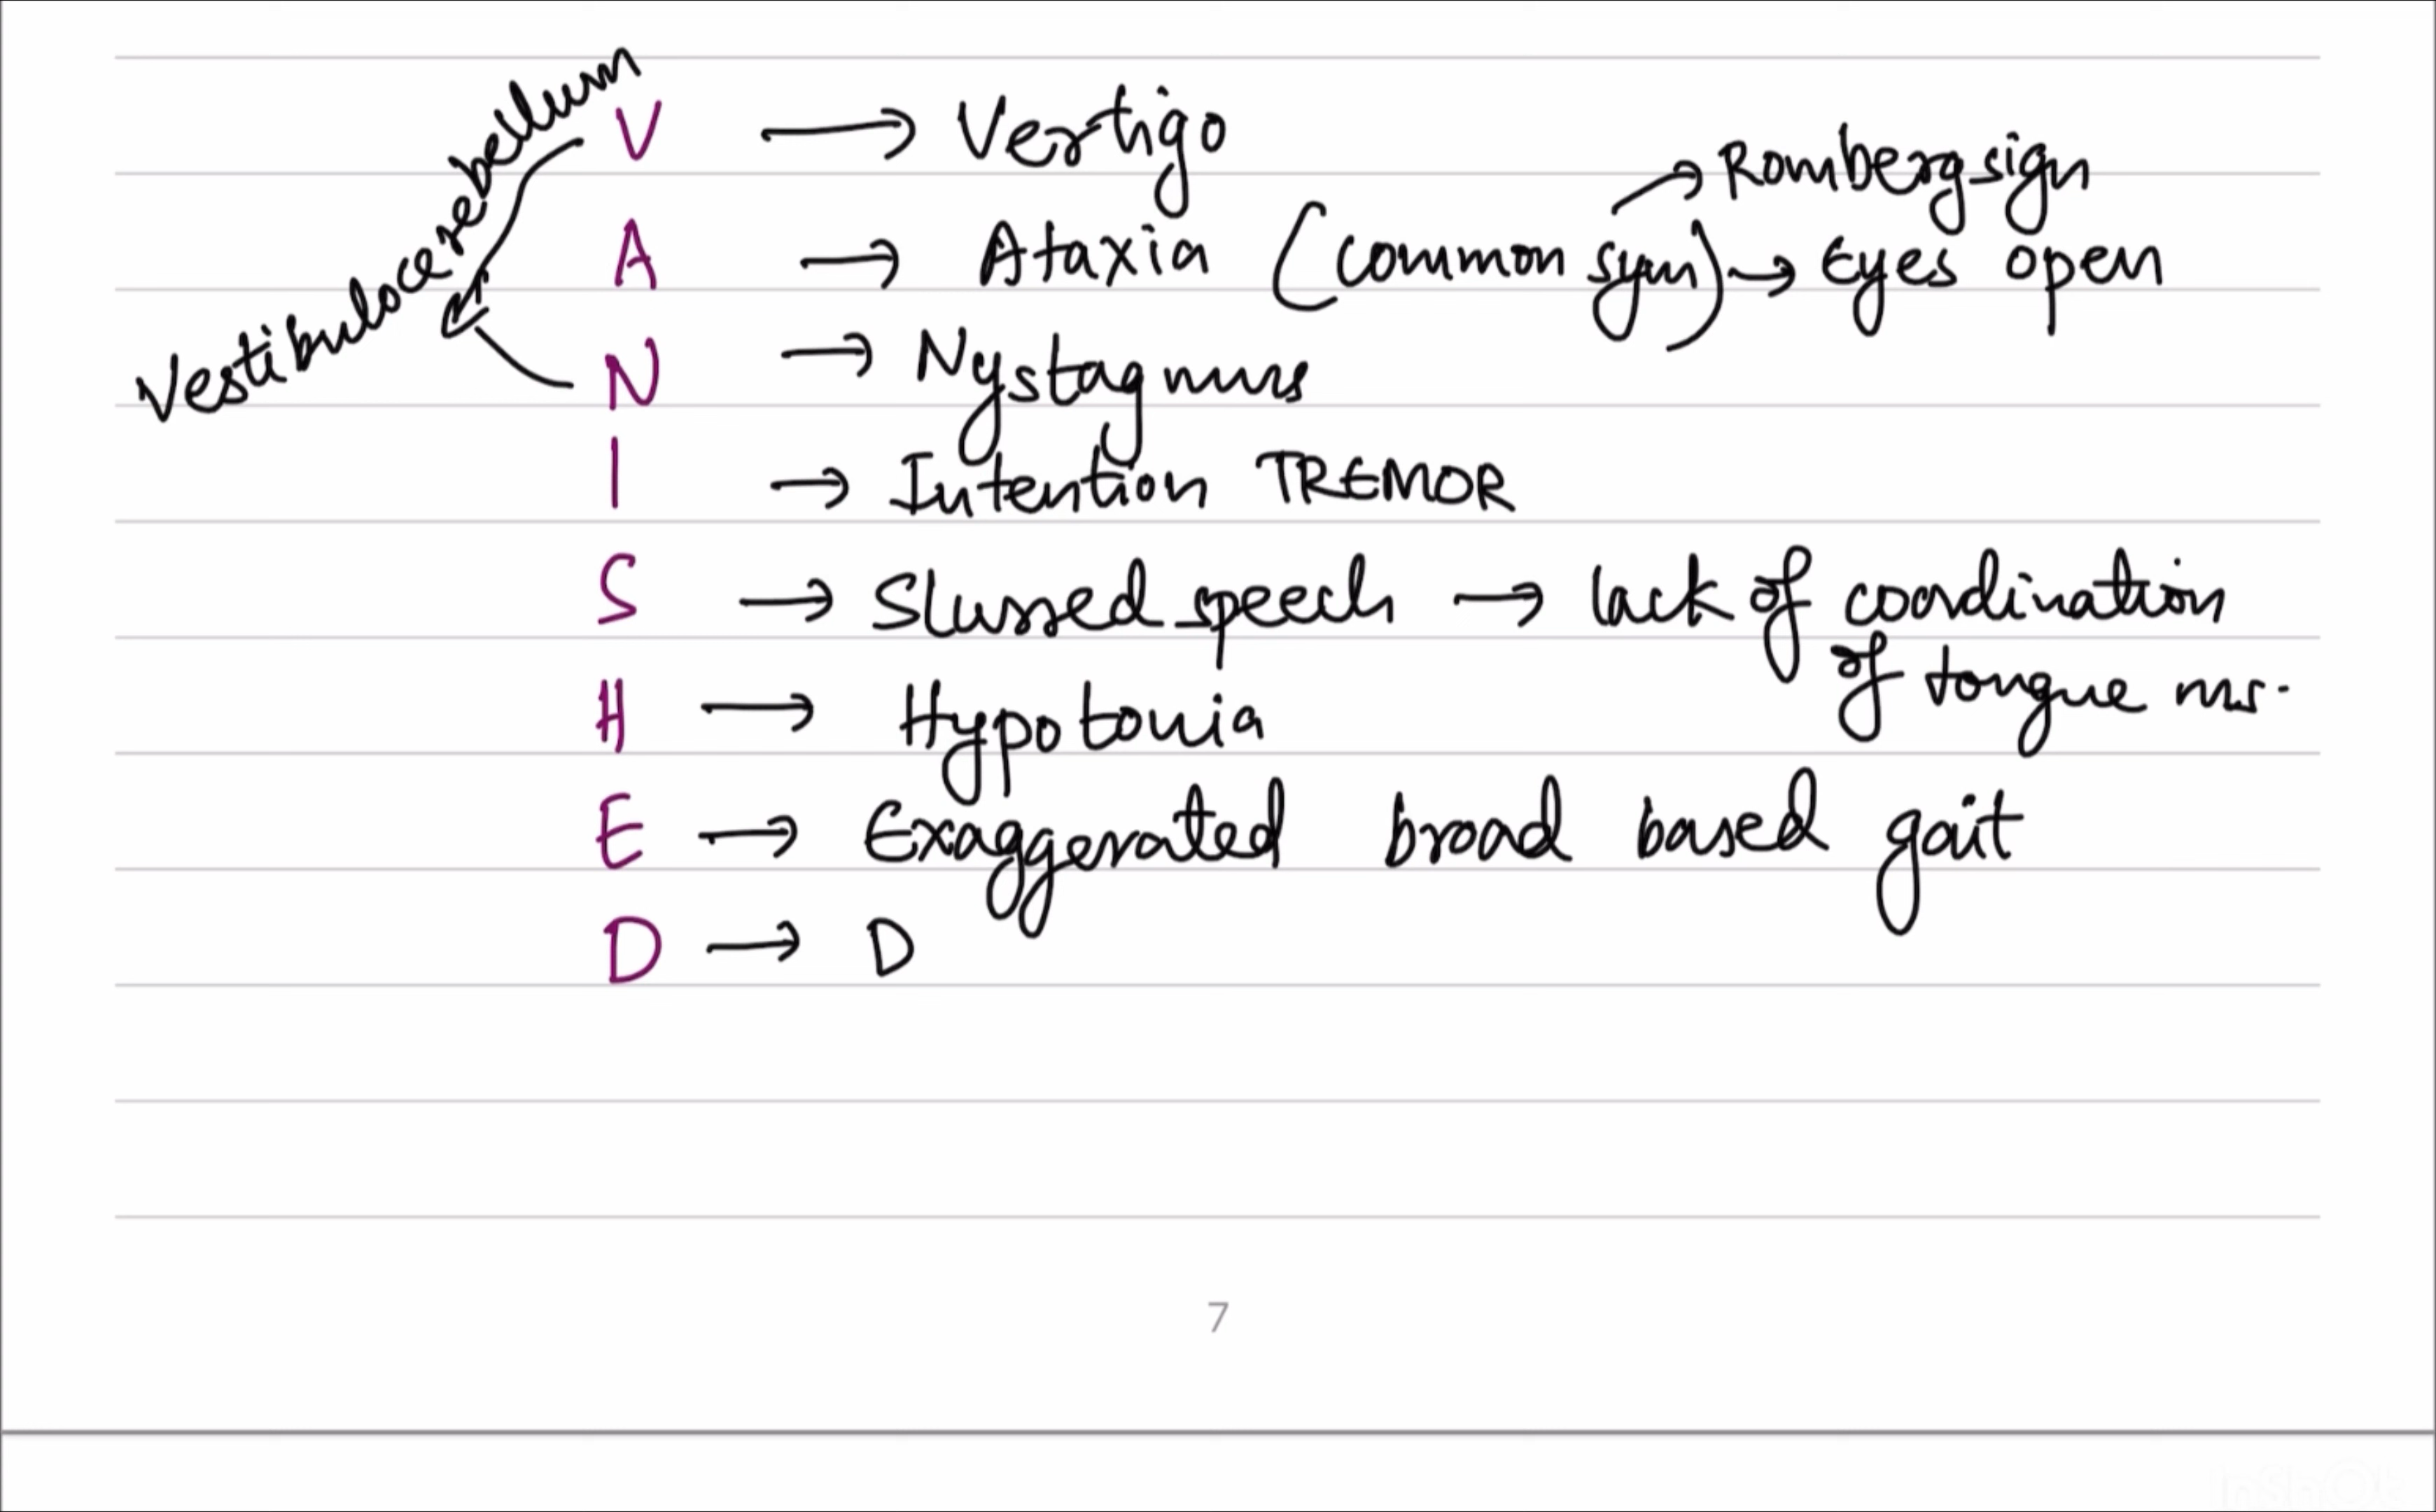 Vestibulocerebellum
V → Vertigo
→ Romberg sign
A → Ataxia (common sym) → Eyes open
N → Nystagmus
I → Intention TREMOR
S → Slurred speech → lack of coordination
of tongue ms.
H → Hypotonia
E → Exaggerated broad based gait
D → D
7